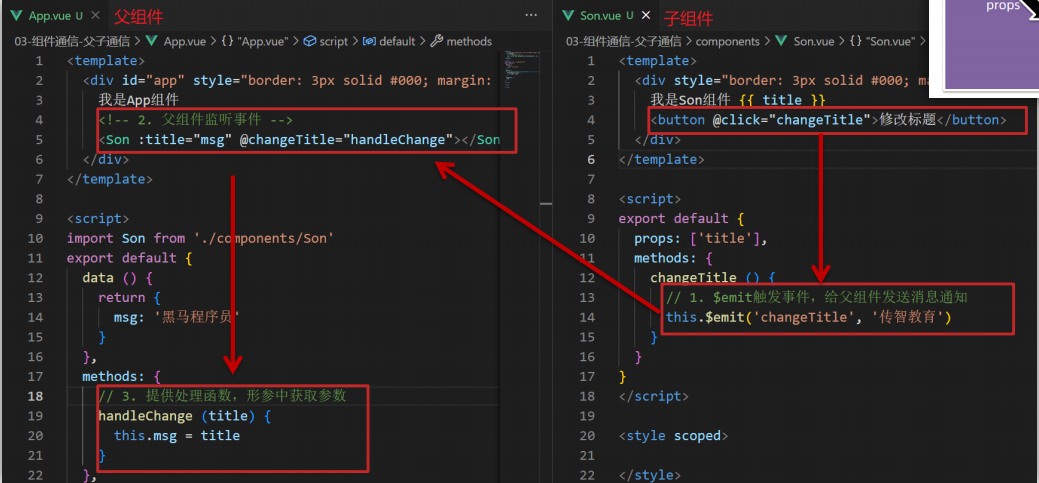 App.vue U
父组件
03-组件通信-父子通信 > App.vue > {} "App.vue" > script > default > methods
1 <template>
2 <div id="app" style="border: 3px solid #000; margin:
3 我是App组件
4 <!-- 2. 父组件监听事件 -->
5 <Son :title="msg" @changeTitle="handleChange"></Son
6 </div>
7 </template>
8
9 <script>
10 import Son from './components/Son'
11 export default {
12 data () {
13 return {
14 msg: '黑马程序员'
15 }
16 },
17 methods: {
18 // 3. 提供处理函数，形参中获取参数
19 handleChange (title) {
20 this.msg = title
21 }
22 },
Son.vue U
子组件
props
03-组件通信-父子通信 > components > Son.vue > {} "Son.vue" >
1 <template>
2 <div style="border: 3px solid #000; ma
3 我是Son组件 {{ title }}
4 <button @click="changeTitle">修改标题</button>
5 </div>
6 </template>
7
8 <script>
9 export default {
10 props: ['title'],
11 methods: {
12 changeTitle () {
13 // 1. $emit触发事件，给父组件发送消息通知
14 this.$emit('changeTitle', '传智教育')
15 }
16 }
17 }
18 </script>
19
20 <style scoped>
21
22 </style>